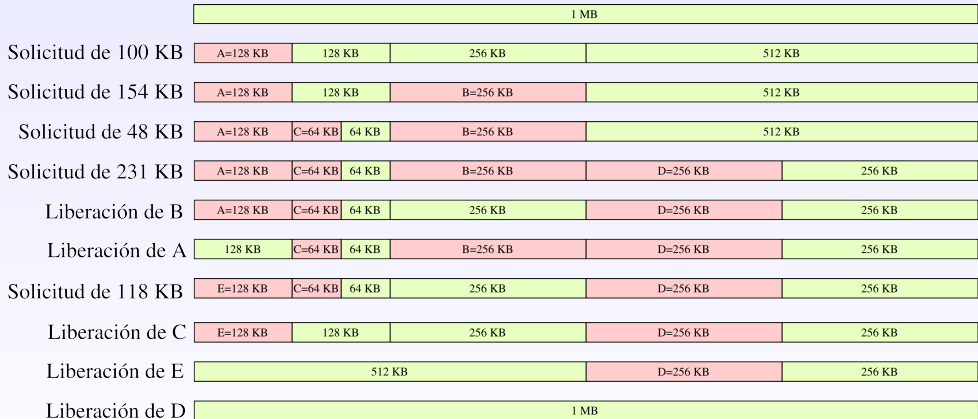 1 MB
Solicitud de 100 KB A=128 KB 128 KB 256 KB 512 KB
Solicitud de 154 KB A=128 KB 128 KB B=256 KB 512 KB
Solicitud de 48 KB A=128 KB C=64 KB 64 KB B=256 KB 512 KB
Solicitud de 231 KB A=128 KB C=64 KB 64 KB B=256 KB D=256 KB 256 KB
Liberación de B A=128 KB C=64 KB 64 KB 256 KB D=256 KB 256 KB
Liberación de A 128 KB C=64 KB 64 KB B=256 KB D=256 KB 256 KB
Solicitud de 118 KB E=128 KB C=64 KB 64 KB 256 KB D=256 KB 256 KB
Liberación de C E=128 KB 128 KB 256 KB D=256 KB 256 KB
Liberación de E 512 KB D=256 KB 256 KB
Liberación de D 1 MB